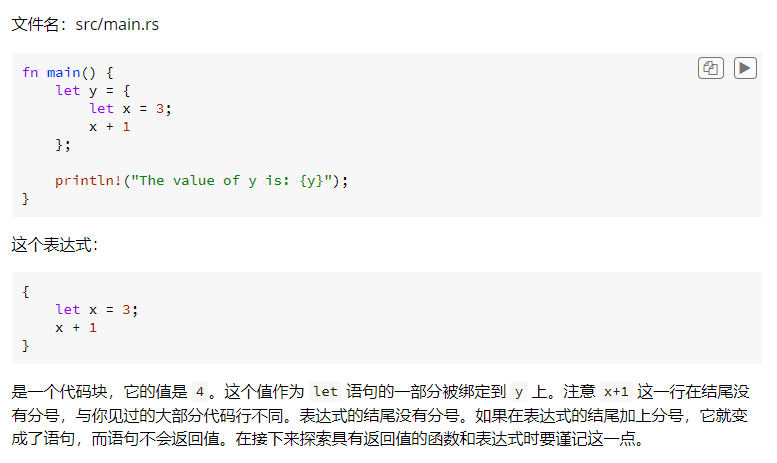 文件名：src/main.rs
fn main() {
    let y = {
        let x = 3;
        x + 1
    };

    println!("The value of y is: {y}");
}
这个表达式：
{
    let x = 3;
    x + 1
}
是一个代码块，它的值是 4 。这个值作为 let 语句的一部分被绑定到 y 上。注意 x+1 这一行在结尾没
有分号，与你见过的大部分代码行不同。表达式的结尾没有分号。如果在表达式的结尾加上分号，它就变
成了语句，而语句不会返回值。在接下来探索具有返回值的函数和表达式时要谨记这一点。